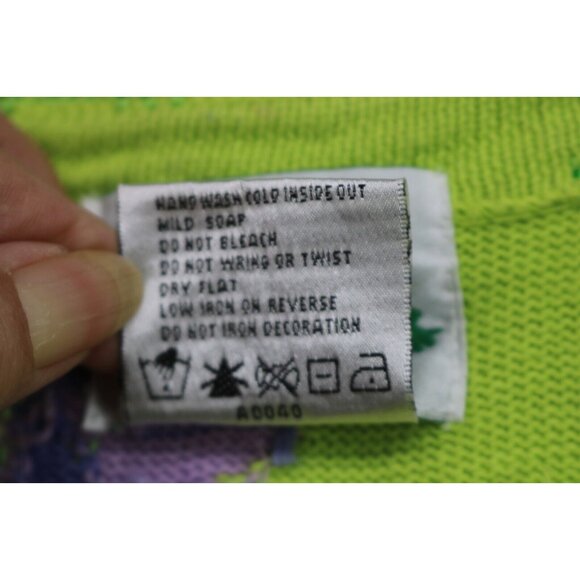 HAND WASH COLD INSIDE OUT
MILD SOAP
DO NOT BLEACH
DO NOT WRING OR TWIST
DRY FLAT
LOW IRON ON REVERSE
DO NOT IRON DECORATION
A0040